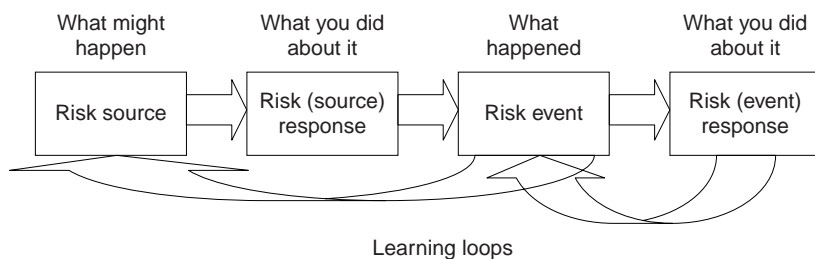 What might
happen
What you did
about it
What
happened
What you did
about it
Risk source
Risk (source)
response
Risk event
Risk (event)
response
Learning loops